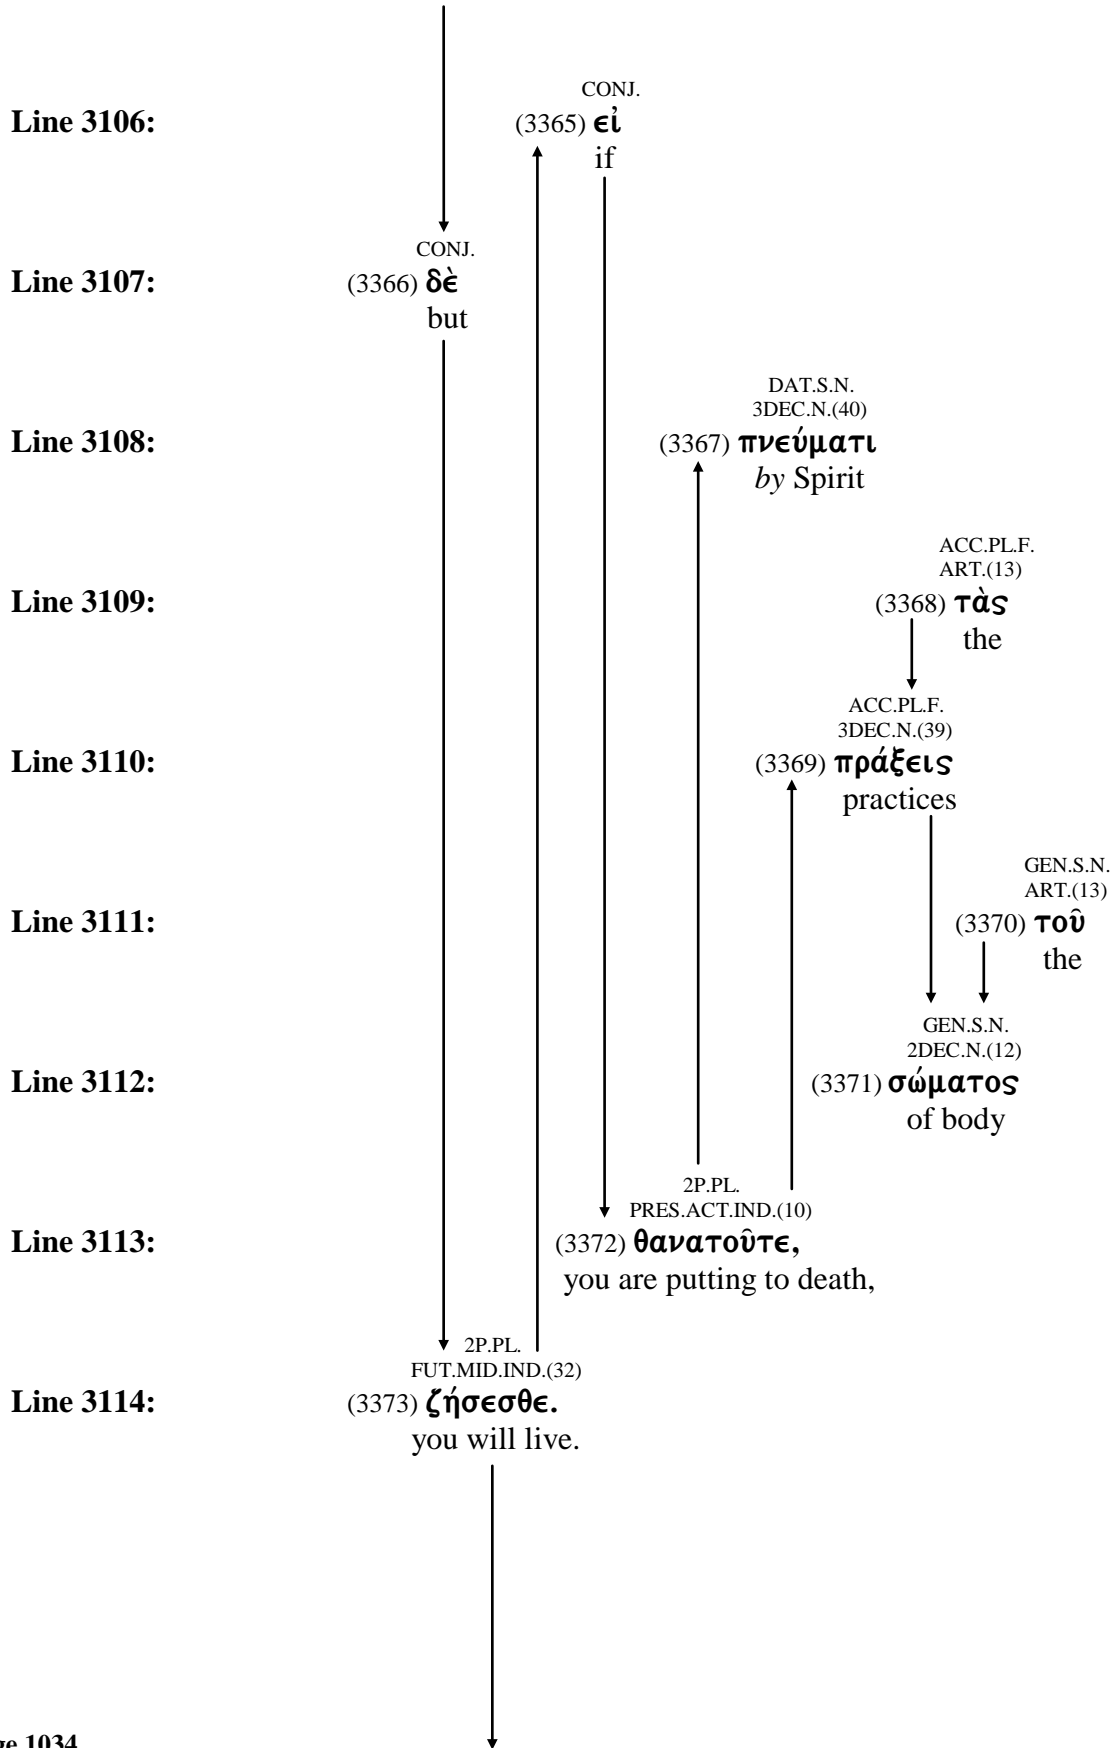 CONJ.
Line 3106: (3365) εἰ
if
CONJ.
Line 3107: (3366) δὲ
but
DAT.S.N.
3DEC.N.(40)
Line 3108: (3367) πνεύματι
by Spirit
ACC.PL.F.
ART.(13)
Line 3109: (3368) τὰς
the
ACC.PL.F.
3DEC.N.(39)
Line 3110: (3369) πράξεις
practices
GEN.S.N.
ART.(13)
Line 3111: (3370) τοῦ
the
GEN.S.N.
2DEC.N.(12)
Line 3112: (3371) σώματος
of body
2P.PL.
PRES.ACT.IND.(10)
Line 3113: (3372) θανατοῦτε,
you are putting to death,
2P.PL.
FUT.MID.IND.(32)
Line 3114: (3373) ζήσεσθε.
you will live.
ge 1034